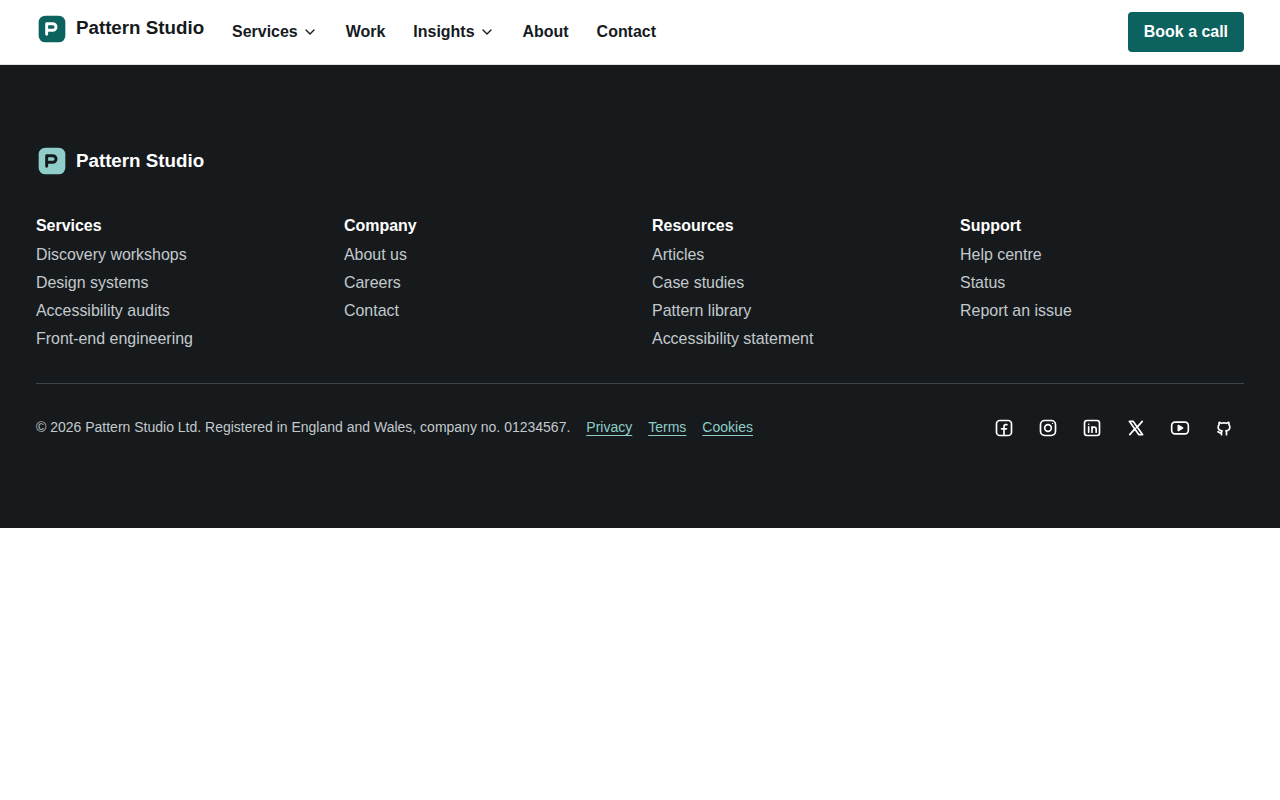 Pattern Studio
Services Work Insights About Contact
Book a call
Pattern Studio
Services
Discovery workshops
Design systems
Accessibility audits
Front-end engineering
Company
About us
Careers
Contact
Resources
Articles
Case studies
Pattern library
Accessibility statement
Support
Help centre
Status
Report an issue
© 2026 Pattern Studio Ltd. Registered in England and Wales, company no. 01234567. Privacy Terms Cookies